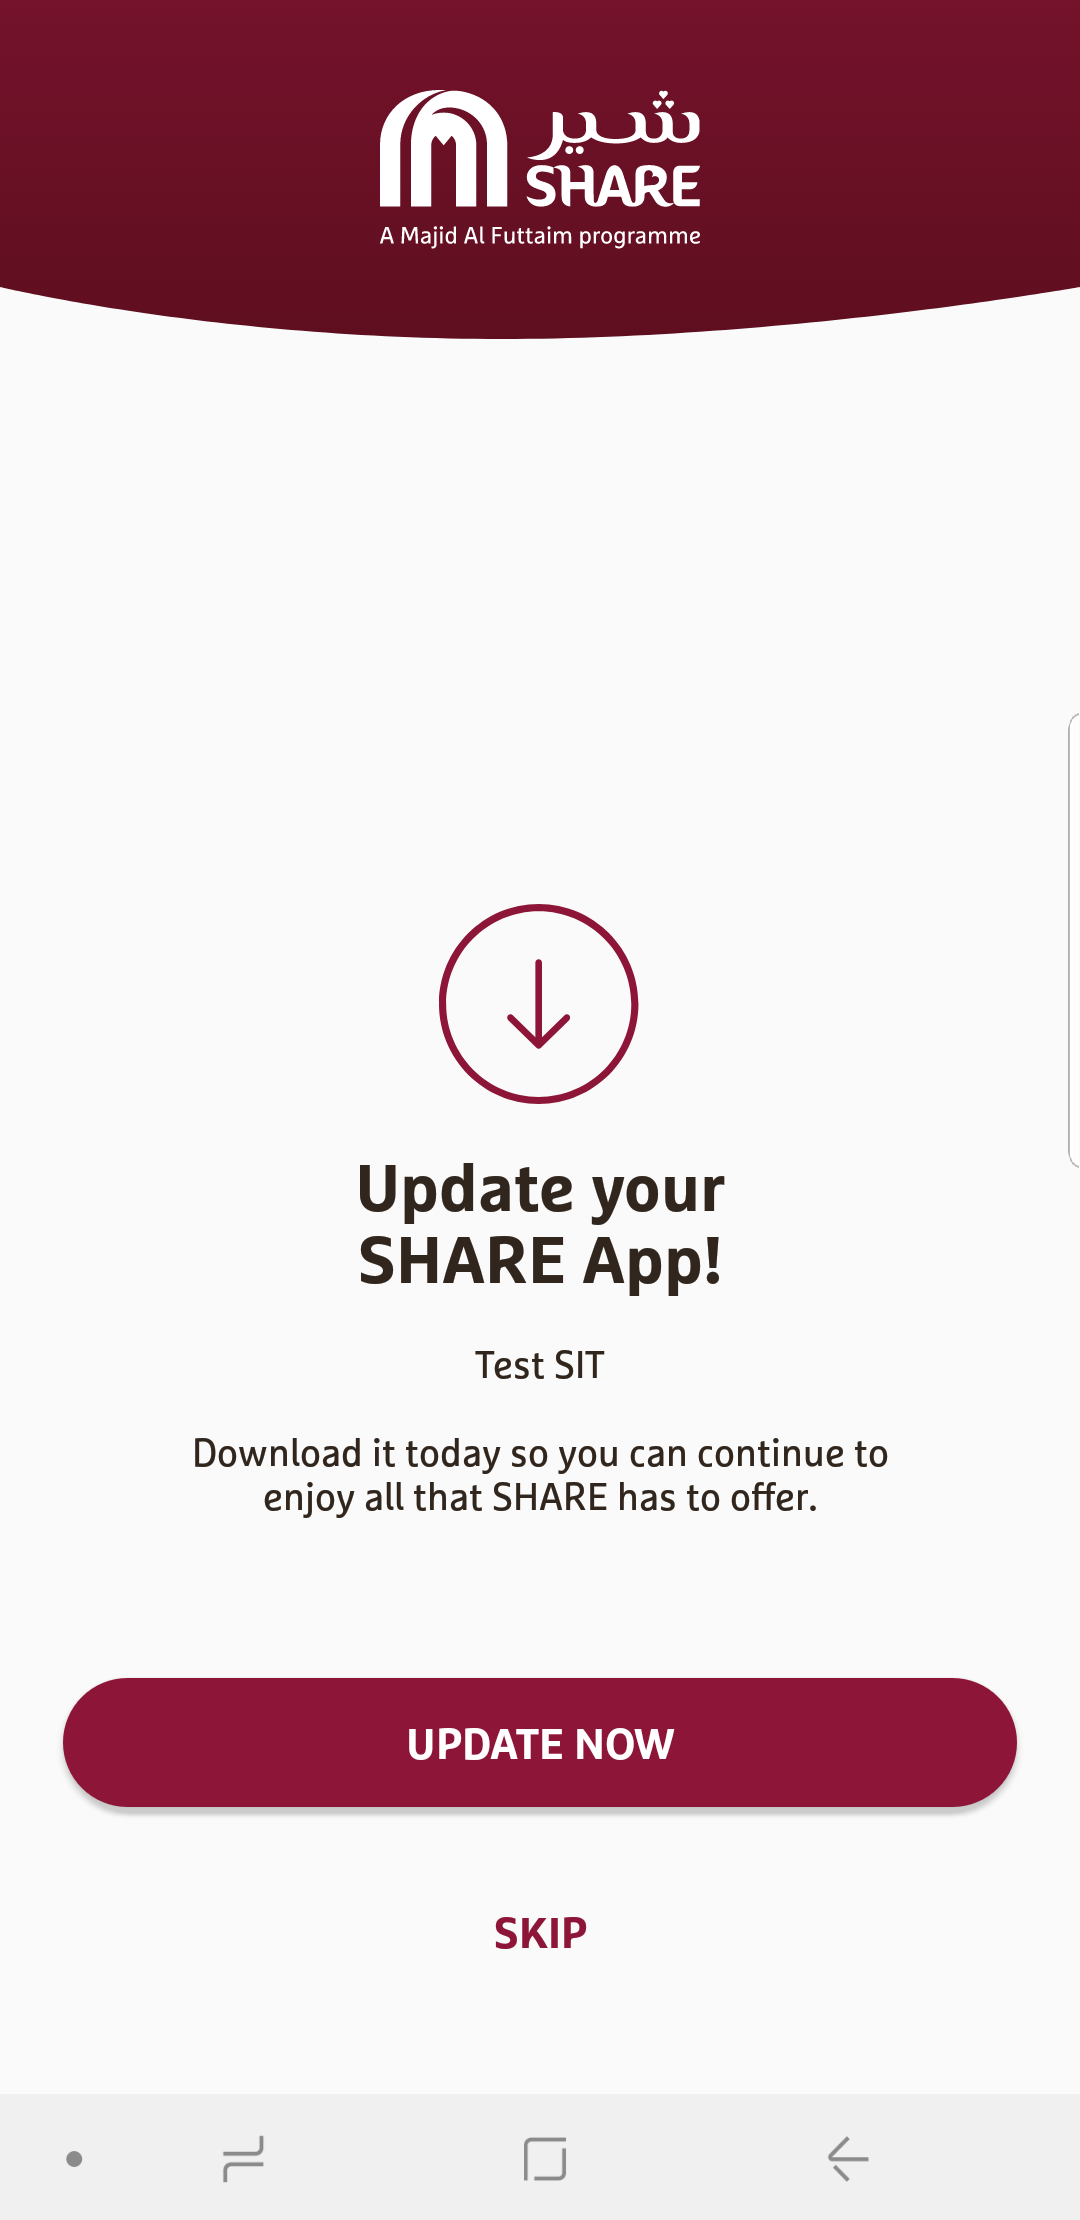 شير
SHARE
A Majid Al Futtaim programme
Update your
SHARE App!
Test SIT
Download it today so you can continue to
enjoy all that SHARE has to offer.
UPDATE NOW
SKIP